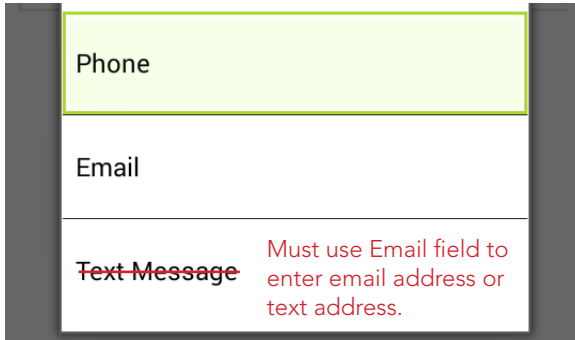 Phone
Email
Text Message
Must use Email field to
enter email address or
text address.